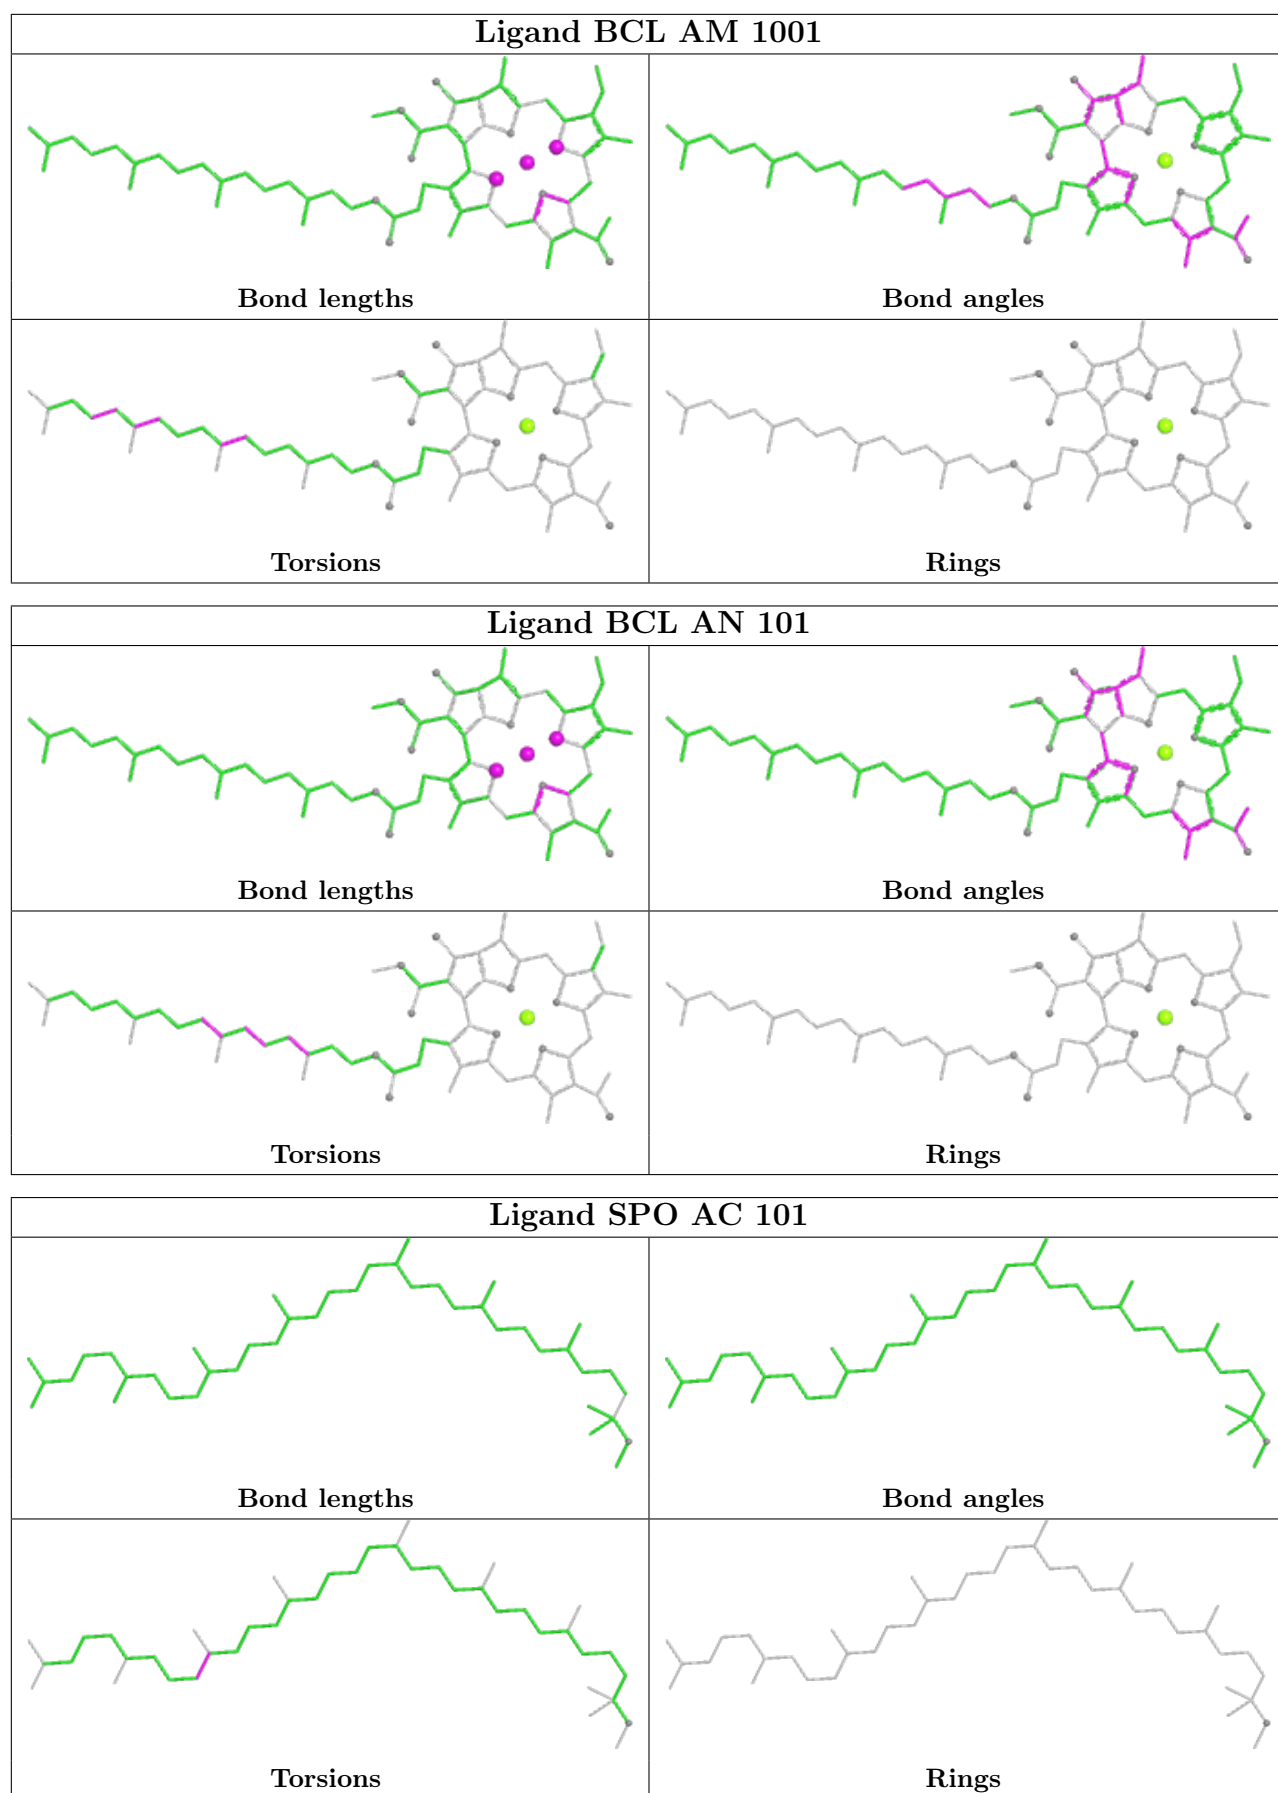 Ligand BCL AM 1001
Bond lengths
Bond angles
Torsions
Rings
Ligand BCL AN 101
Bond lengths
Bond angles
Torsions
Rings
Ligand SPO AC 101
Bond lengths
Bond angles
Torsions
Rings